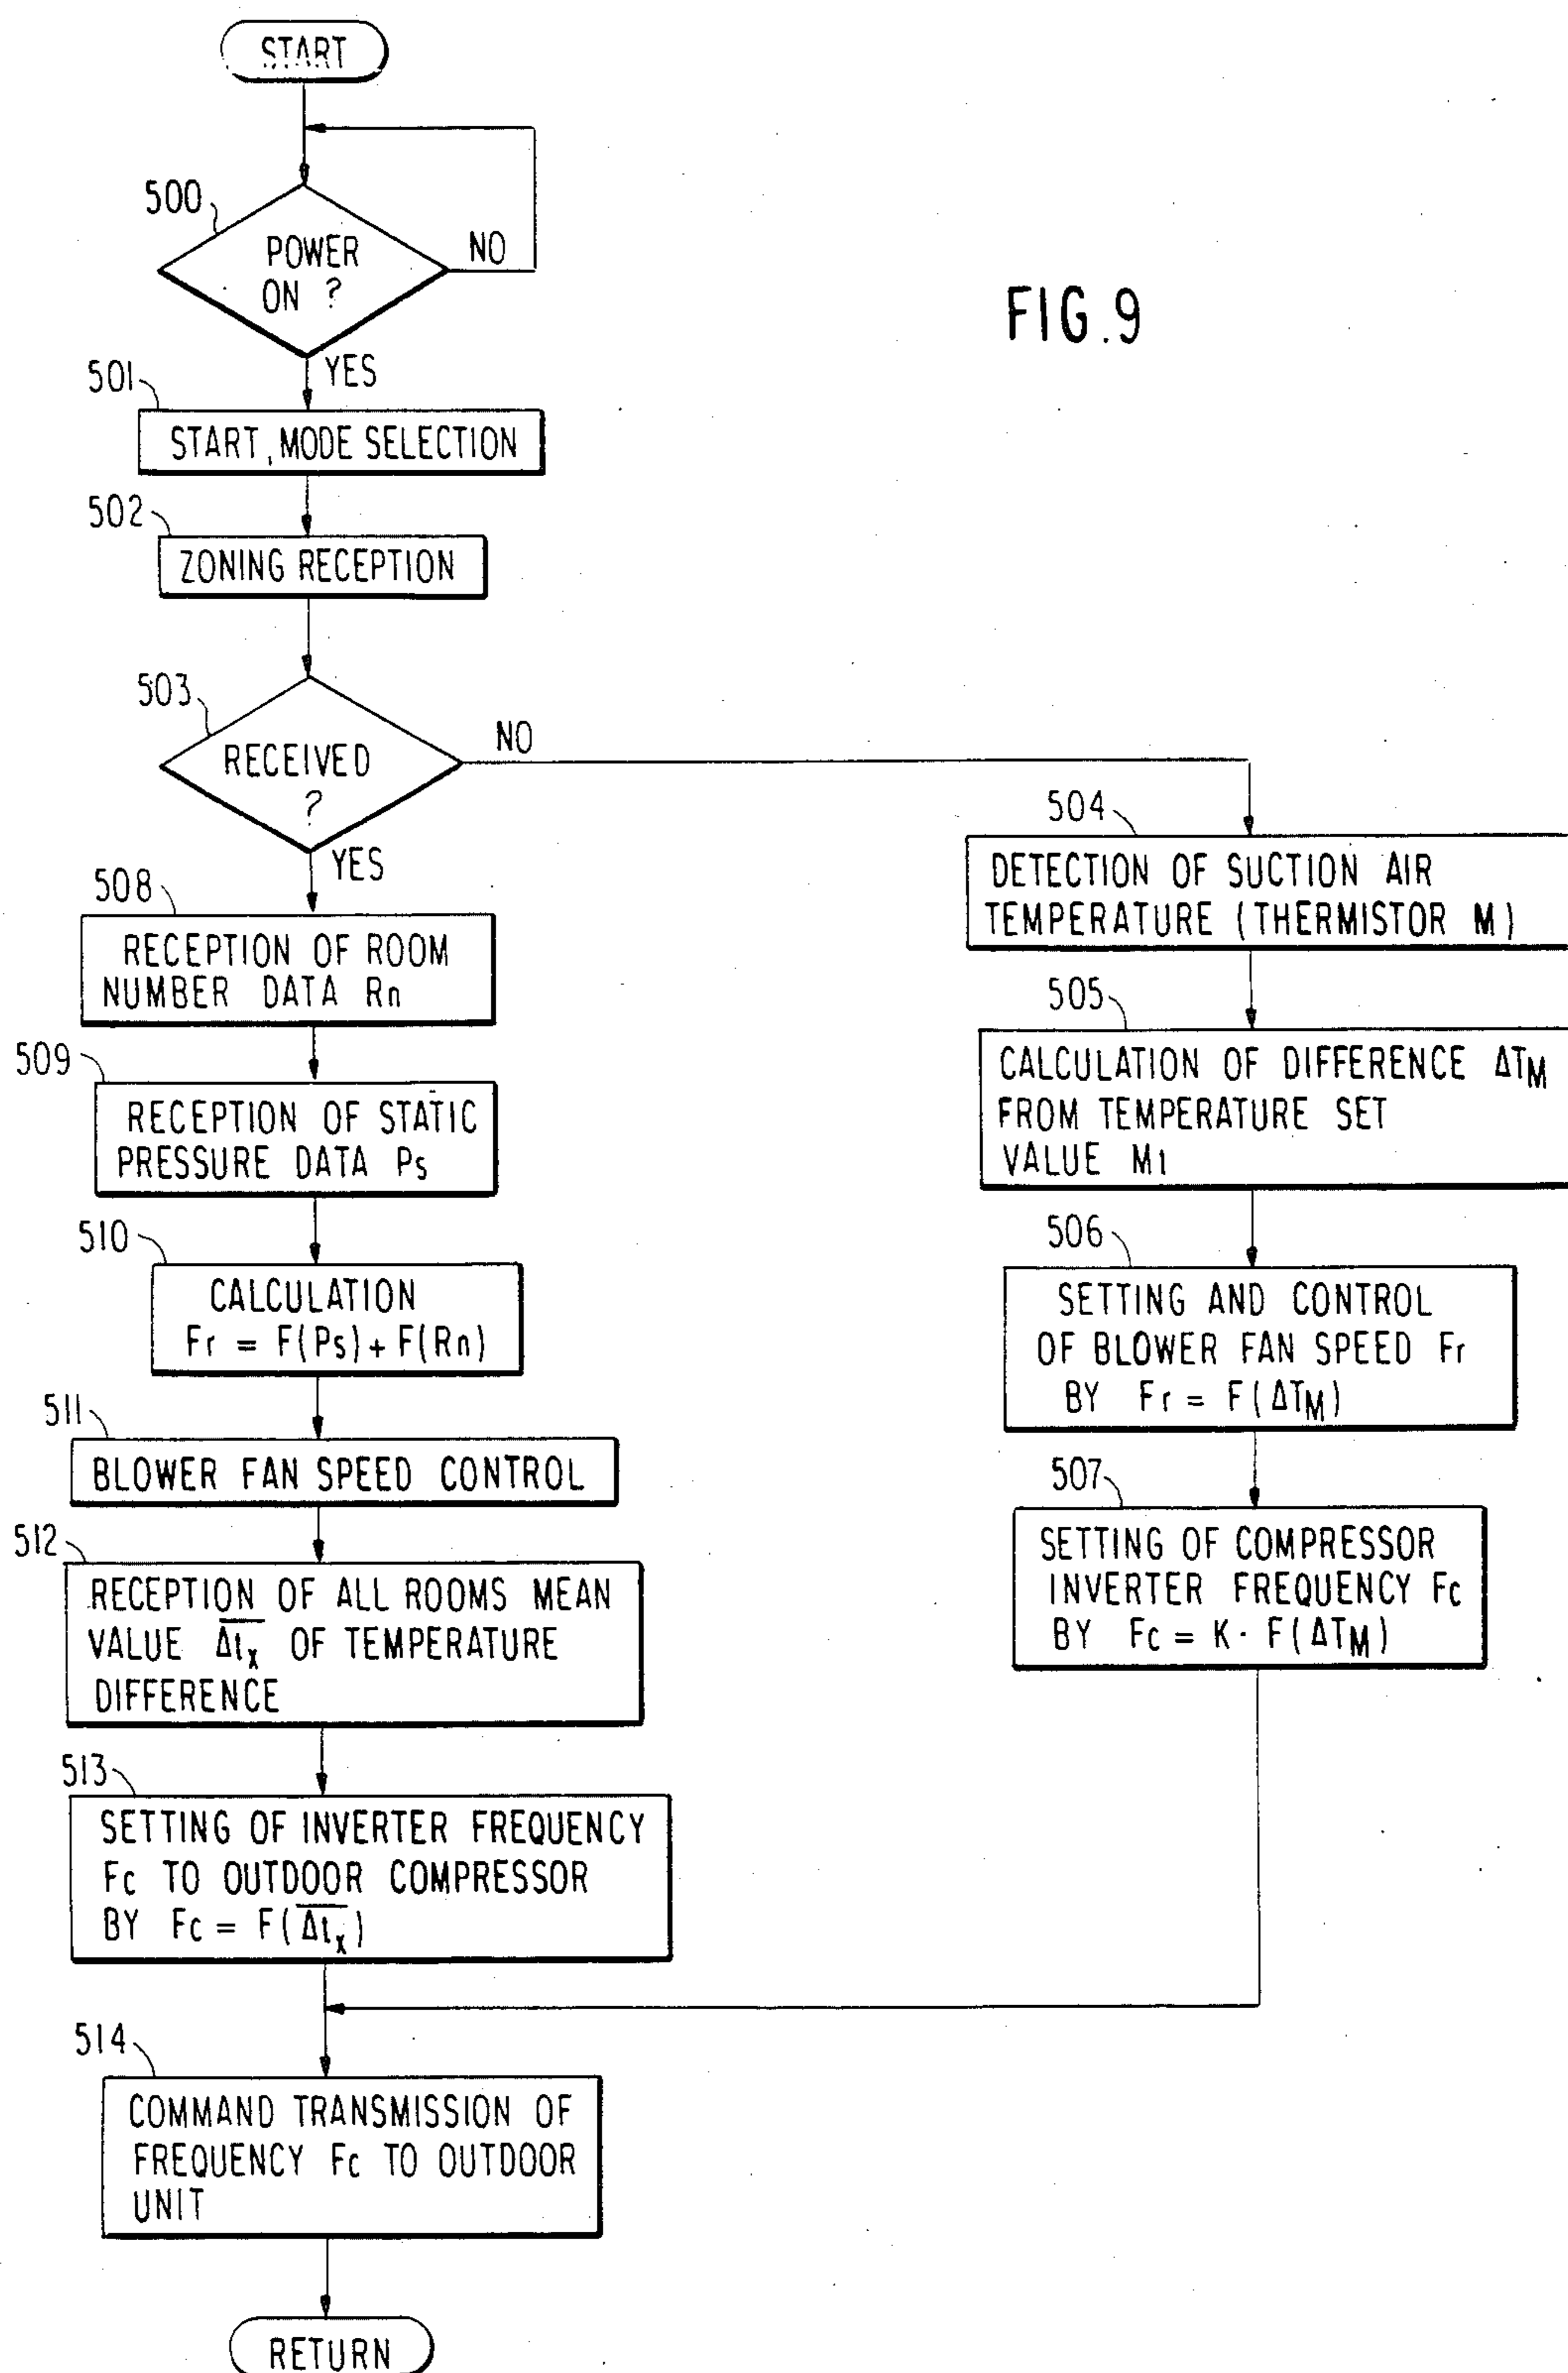 START
500
POWER
ON ?
NO
FIG.9
YES
501
START, MODE SELECTION
502
ZONING RECEPTION
503
RECEIVED
?
NO
YES
504
DETECTION OF SUCTION AIR
TEMPERATURE (THERMISTOR M)
505
CALCULATION OF DIFFERENCE ΔTM
FROM TEMPERATURE SET
VALUE M1
506
SETTING AND CONTROL
OF BLOWER FAN SPEED Fr
BY Fr = F(ΔTM)
507
SETTING OF COMPRESSOR
INVERTER FREQUENCY Fc
BY Fc = K· F(ΔTM)
508
RECEPTION OF ROOM
NUMBER DATA Rn
509
RECEPTION OF STATIC
PRESSURE DATA Ps
510
CALCULATION
Fr = F(Ps)+ F(Rn)
511
BLOWER FAN SPEED CONTROL
512
RECEPTION OF ALL ROOMS MEAN
VALUE Δtx OF TEMPERATURE
DIFFERENCE
513
SETTING OF INVERTER FREQUENCY
Fc TO OUTDOOR COMPRESSOR
BY Fc = F(Δtx)
514
COMMAND TRANSMISSION OF
FREQUENCY Fc TO OUTDOOR
UNIT
RETURN